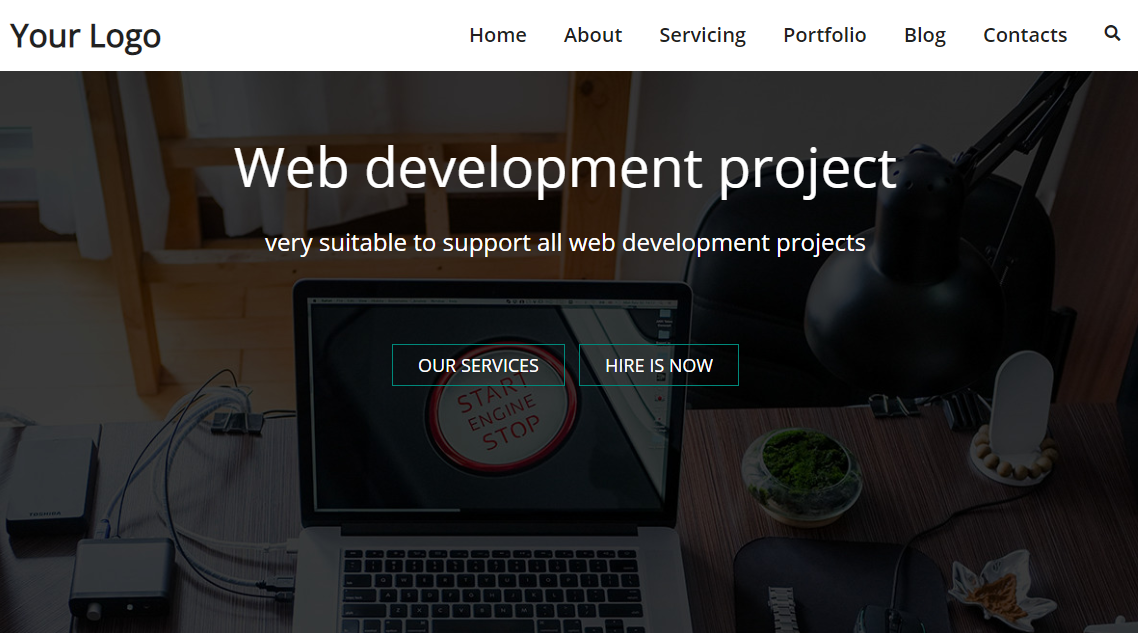 Your Logo
Home About Servicing Portfolio Blog Contacts
Web development project
very suitable to support all web development projects
OUR SERVICES HIRE IS NOW
START
ENGINE
STOP
TOSHIBA